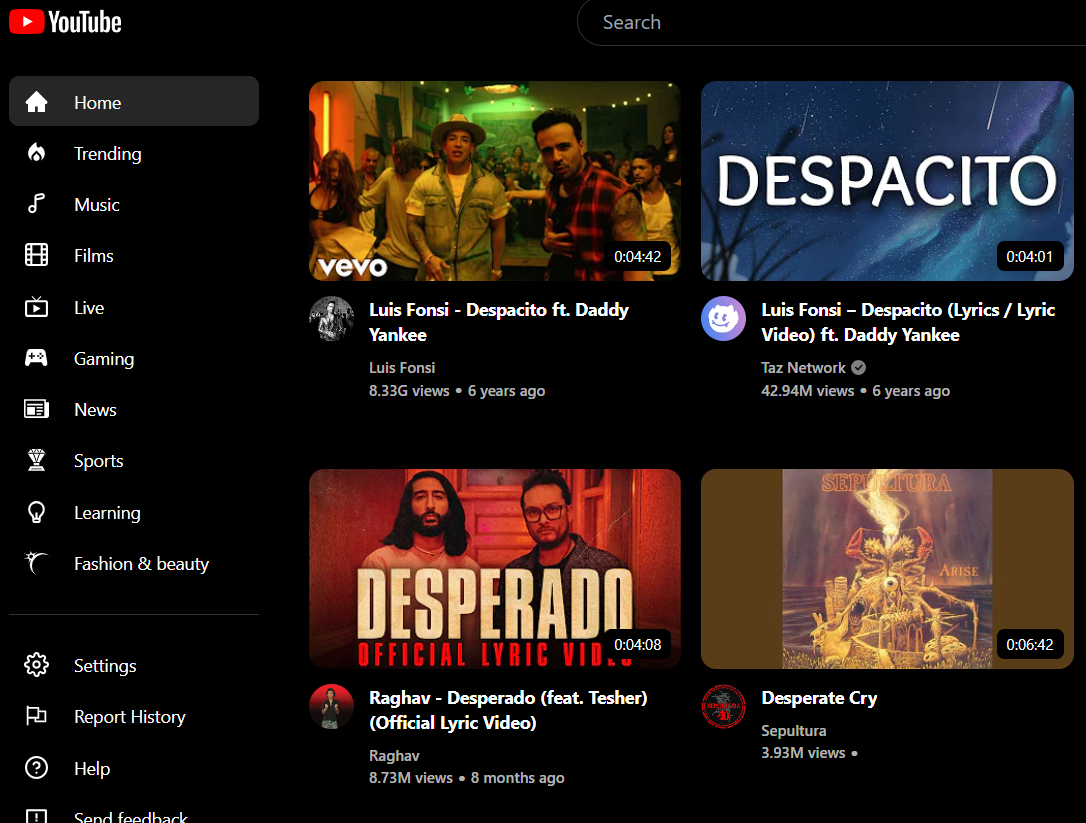 YouTube
Search
Home
Trending
Music
Films
Live
Gaming
News
Sports
Learning
Fashion & beauty
Settings
Report History
Help
Send feedback
vevo
0:04:42
Luis Fonsi - Despacito ft. Daddy
Yankee
Luis Fonsi
8.33G views • 6 years ago
DESPACITO
0:04:01
Luis Fonsi – Despacito (Lyrics / Lyric
Video) ft. Daddy Yankee
Taz Network
42.94M views • 6 years ago
DESPERADO
OFFICIAL LYRIC VIDEO
0:04:08
Raghav - Desperado (feat. Tesher)
(Official Lyric Video)
Raghav
8.73M views • 8 months ago
SEPULTURA
ARISE
0:06:42
Desperate Cry
SEPULTURA
Sepultura
3.93M views •